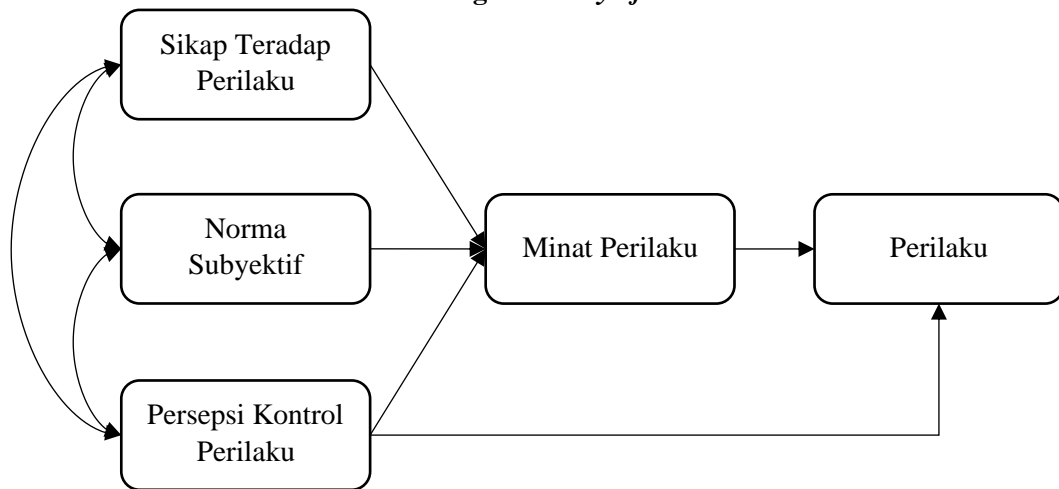 Sikap Teradap
Perilaku
Norma
Subyektif
Minat Perilaku
Perilaku
Persepsi Kontrol
Perilaku